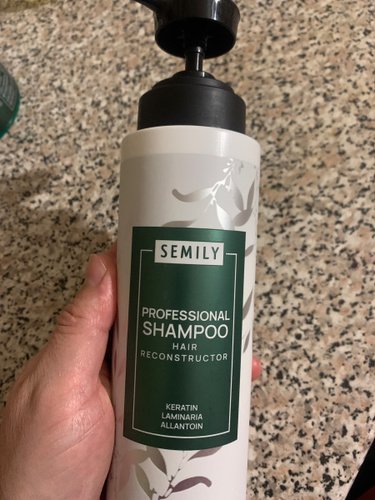 SEMILY
PROFESSIONAL
SHAMPOO
HAIR
RECONSTRUCTOR
KERATIN
LAMINARIA
ALLANTOIN